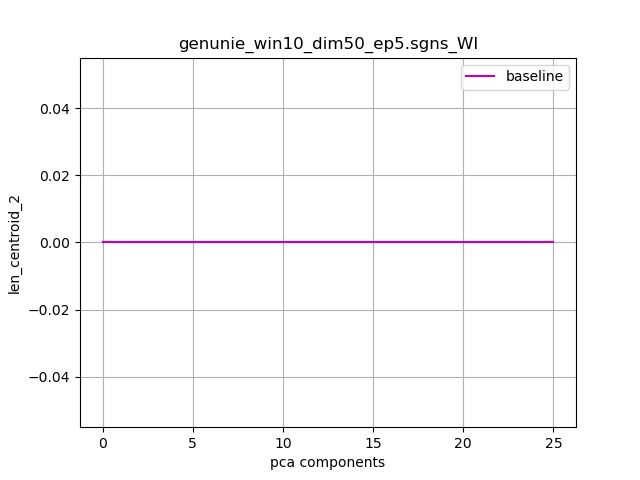 genunie_win10_dim50_ep5.sgns_WI
baseline
len_centroid_2
0.04
0.02
0.00
−0.02
−0.04
0 5 10 15 20 25
pca components